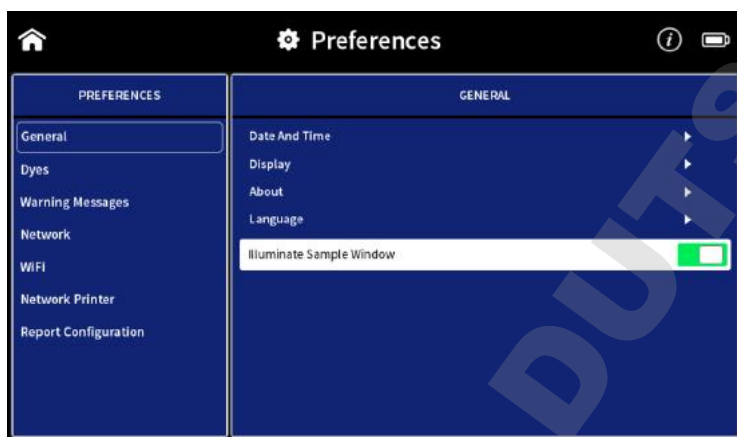 Preferences
i
PREFERENCES
General
Dyes
Warning Messages
Network
WiFi
Network Printer
Report Configuration
GENERAL
Date And Time
Display
About
Language
Illuminate Sample Window
DUTS